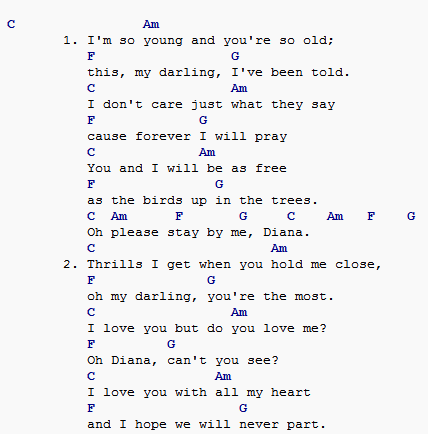 C Am
1. I'm so young and you're so old;
F G
this, my darling, I've been told.
C Am
I don't care just what they say
F G
cause forever I will pray
C Am
You and I will be as free
F G
as the birds up in the trees.
C Am F G C Am F G
Oh please stay by me, Diana.
C Am
2. Thrills I get when you hold me close,
F G
oh my darling, you're the most.
C Am
I love you but do you love me?
F G
Oh Diana, can't you see?
C Am
I love you with all my heart
F G
and I hope we will never part.